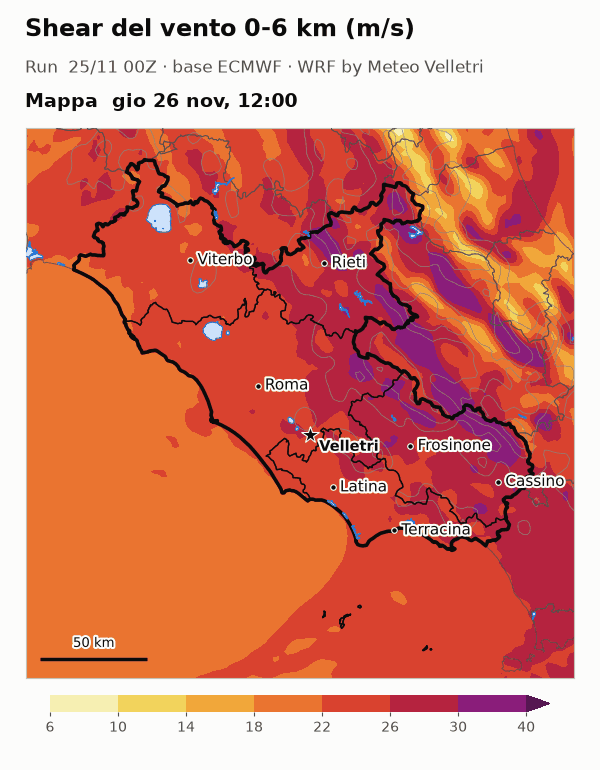 Shear del vento 0-6 km (m/s)
Run  25/11 00Z · base ECMWF · WRF by Meteo Velletri
Mappa  gio 26 nov, 12:00
Viterbo
Rieti
Roma
Velletri
Frosinone
Latina
Cassino
Terracina
50 km
6 10 14 18 22 26 30 40